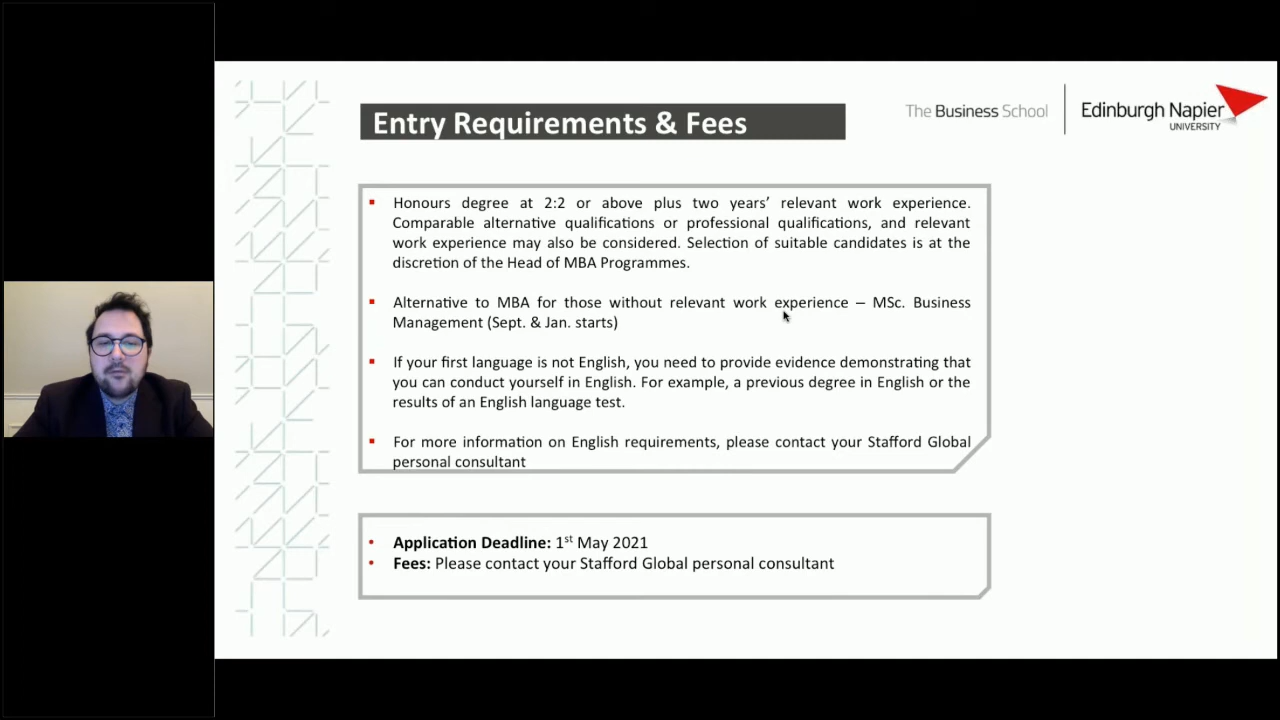 Entry Requirements & Fees
The Business School
Edinburgh Napier
UNIVERSITY
▪ Honours degree at 2:2 or above plus two years’ relevant work experience.
Comparable alternative qualifications or professional qualifications, and relevant
work experience may also be considered. Selection of suitable candidates is at the
discretion of the Head of MBA Programmes.
▪ Alternative to MBA for those without relevant work experience – MSc. Business
Management (Sept. & Jan. starts)
▪ If your first language is not English, you need to provide evidence demonstrating that
you can conduct yourself in English. For example, a previous degree in English or the
results of an English language test.
▪ For more information on English requirements, please contact your Stafford Global
personal consultant
• Application Deadline: 1st May 2021
• Fees: Please contact your Stafford Global personal consultant